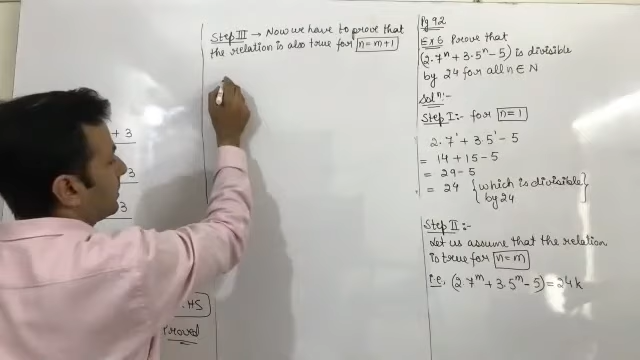 Step III → Now we have to prove that
the relation is also true for n=m+1
Pg 92
Ex 6 Prove that
(2.7ⁿ + 3.5ⁿ - 5) is divisible
by 24 for all n ∈ N
Solⁿ:-
Step I:- for n=1
2.7¹ + 3.5¹ - 5
= 14 + 15 - 5
= 29 - 5
= 24 {which is divisible
by 24}
Step II:-
Let us assume that the relation
is true for n=m
i.e. (2.7ᵐ + 3.5ᵐ - 5) = 24k
+ 3
3
3
.HS
proved